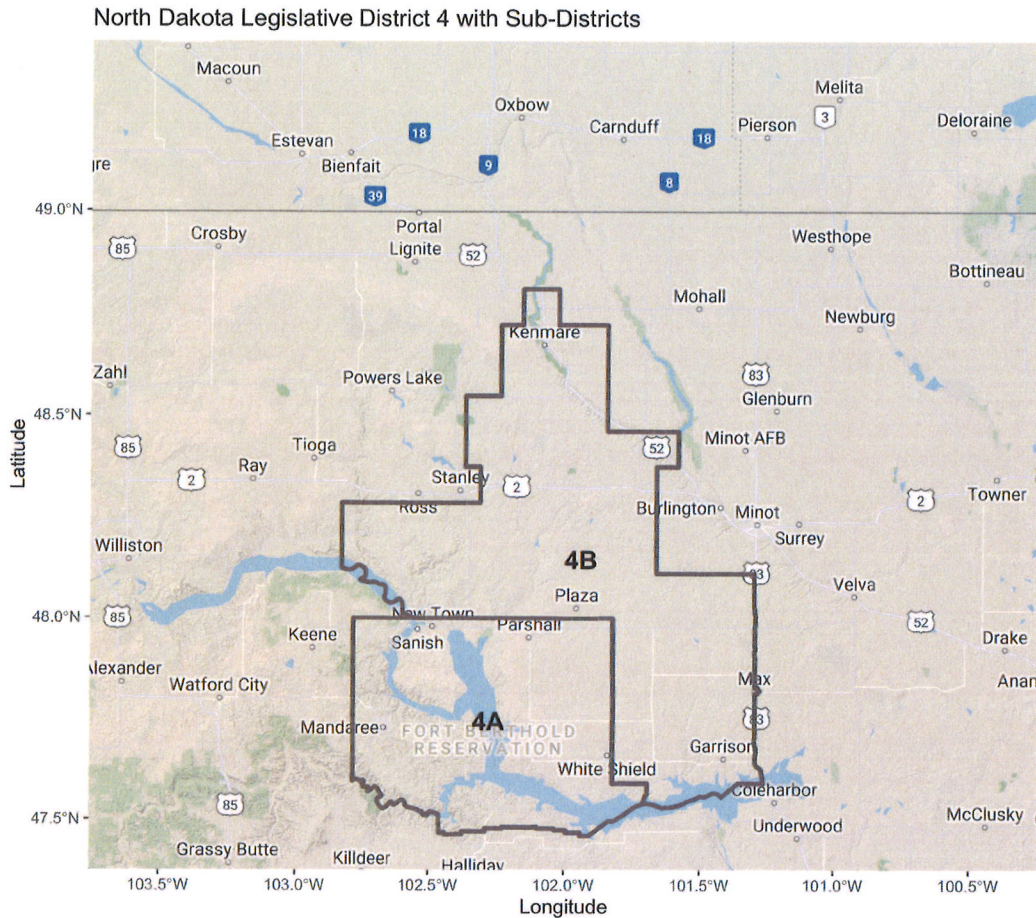 North Dakota Legislative District 4 with Sub-Districts
Macoun
Melita
Oxbow
3
Carnduff
Pierson
Deloraine
18
18
Estevan
Bienfait
9
gre
8
39
49.0°N
Portal
Crosby
Westhope
85
Lignite
52
Bottineau
Mohall
Newburg
Kenmare
Zahl
83
Powers Lake
Glenburn
48.5°N
Minot AFB
85
Tioga
52
Ray
Stanley
2
2
2
Towner
Ross
Burlington
Minot
Surrey
Williston
4B
83
Velva
Plaza
48.0°N
85
New Town
52
Parshall
Keene
Sanish
Drake
Alexander
Max
Anan
Watford City
4A
83
Mandaree
FORT BERTHOLD
RESERVATION
Garrison
White Shield
Coleharbor
85
47.5°N
McClusky
Underwood
Grassy Butte
Killdeer
Halliday
103.5°W
103.0°W
102.5°W
102.0°W
101.5°W
101.0°W
100.5°W
Longitude
Latitude